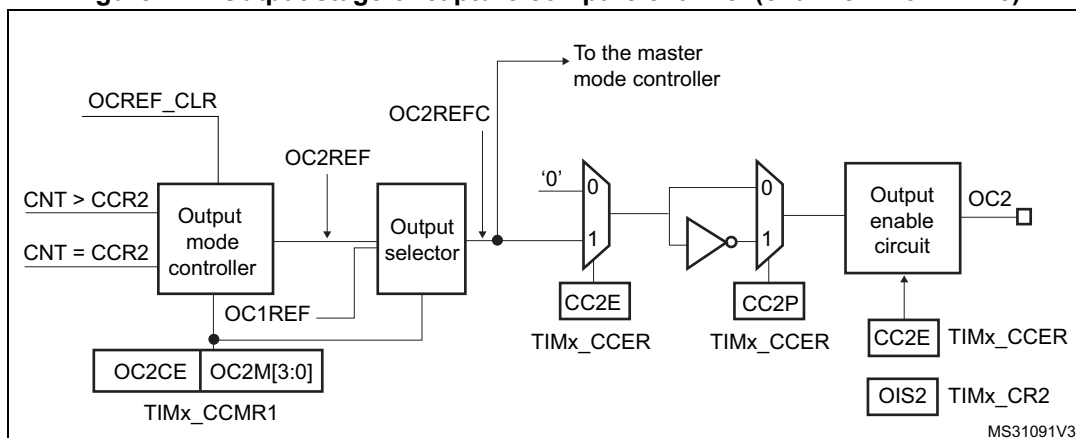 To the master
mode controller
OCREF_CLR
OC2REFC
OC2REF
'0'
0
1
0
1
CNT > CCR2
CNT = CCR2
Output
mode
controller
Output
selector
Output
enable
circuit
OC2
OC1REF
CC2E
TIMx_CCER
CC2P
TIMx_CCER
CC2E
TIMx_CCER
OC2CE
OC2M[3:0]
TIMx_CCMR1
OIS2
TIMx_CR2
MS31091V3